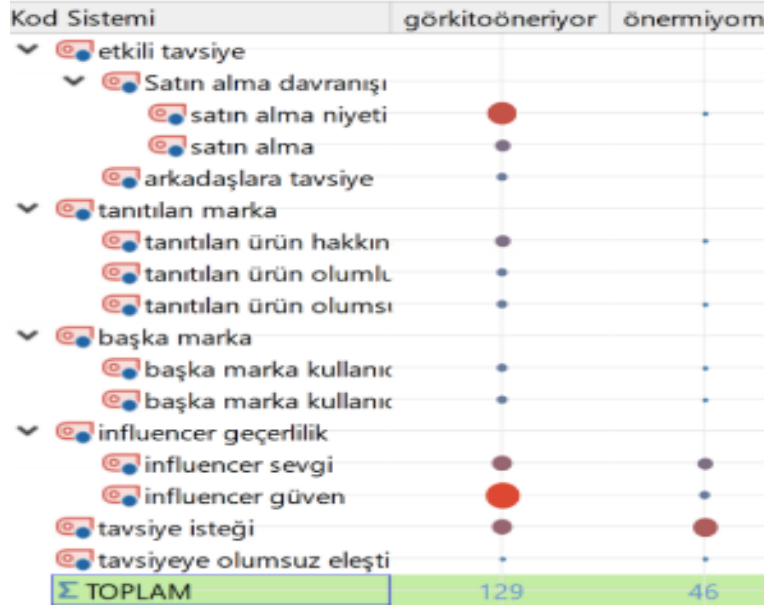 Kod Sistemi görkitoöneriyor önermiyom
etkili tavsiye
Satın alma davranışı
satın alma niyeti
satın alma
arkadaşlara tavsiye
tanıtılan marka
tanıtılan ürün hakkın
tanıtılan ürün olumlu
tanıtılan ürün olumsu
başka marka
başka marka kullanıc
başka marka kullanıc
influencer geçerlilik
influencer sevgi
influencer güven
tavsiye isteği
tavsiyeye olumsuz eleşti
Σ TOPLAM 129 46